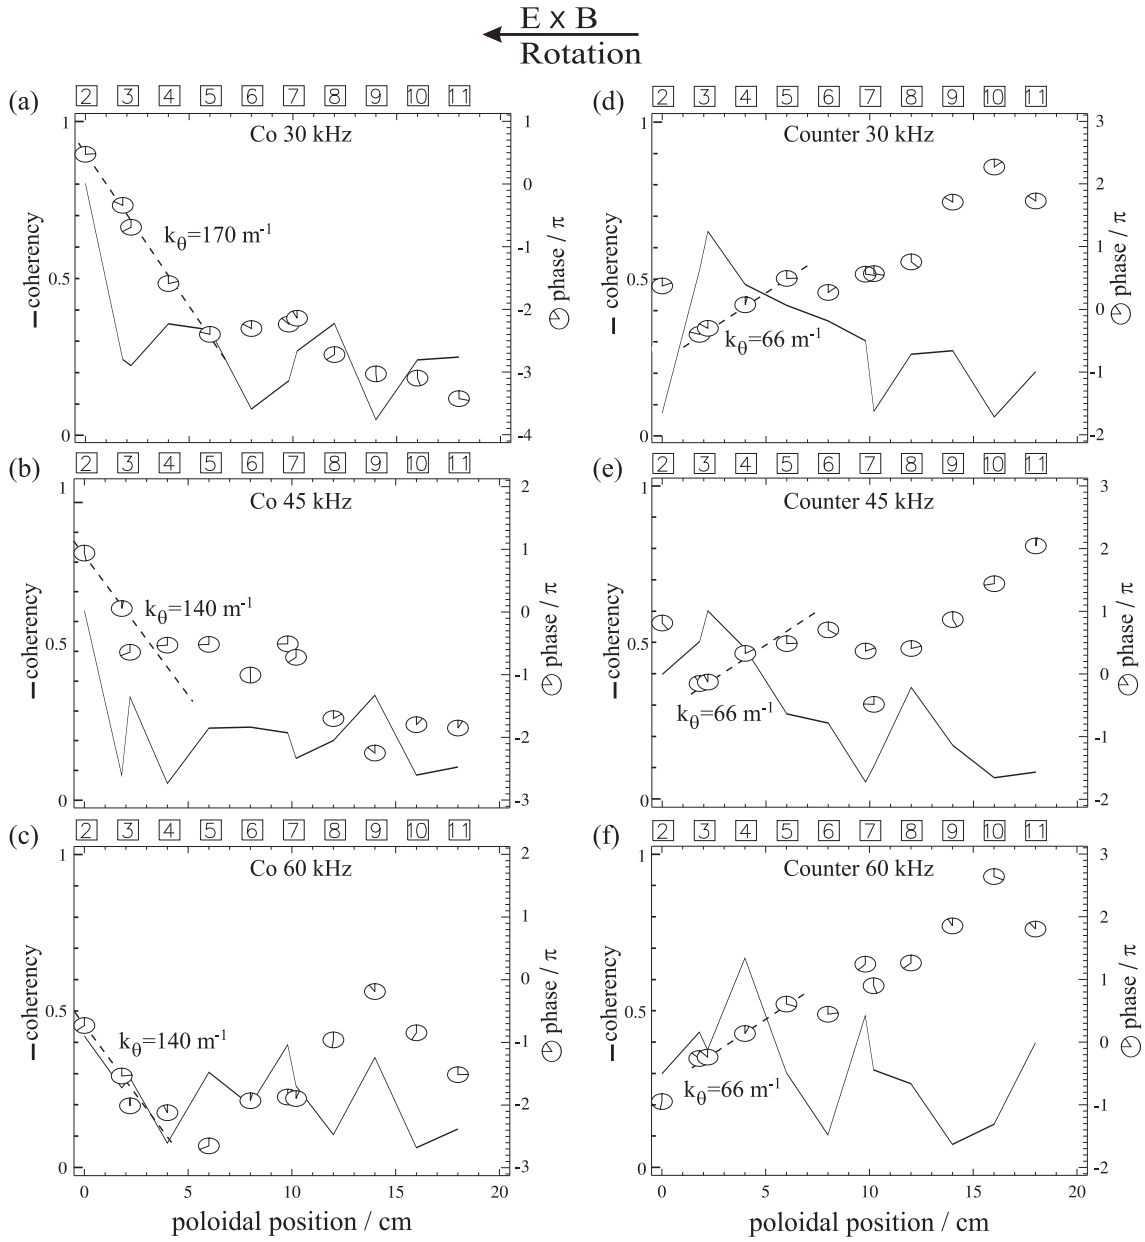 E x B
Rotation
(a)
2 3 4 5 6 7 8 9 10 11
Co 30 kHz
kθ=170 m-1
1
0.5
0
coherency
1
0
-1
-2
-3
-4
phase / π
(d)
2 3 4 5 6 7 8 9 10 11
Counter 30 kHz
kθ=66 m-1
1
0.5
0
coherency
3
2
1
0
-1
-2
phase / π
(b)
2 3 4 5 6 7 8 9 10 11
Co 45 kHz
kθ=140 m-1
1
0.5
0
coherency
2
1
0
-1
-2
-3
phase / π
(e)
2 3 4 5 6 7 8 9 10 11
Counter 45 kHz
kθ=66 m-1
1
0.5
0
coherency
3
2
1
0
-1
-2
phase / π
(c)
2 3 4 5 6 7 8 9 10 11
Co 60 kHz
kθ=140 m-1
1
0.5
0
coherency
2
1
0
-1
-2
-3
phase / π
0 5 10 15 20
poloidal position / cm
(f)
2 3 4 5 6 7 8 9 10 11
Counter 60 kHz
kθ=66 m-1
1
0.5
0
coherency
3
2
1
0
-1
-2
phase / π
0 5 10 15 20
poloidal position / cm